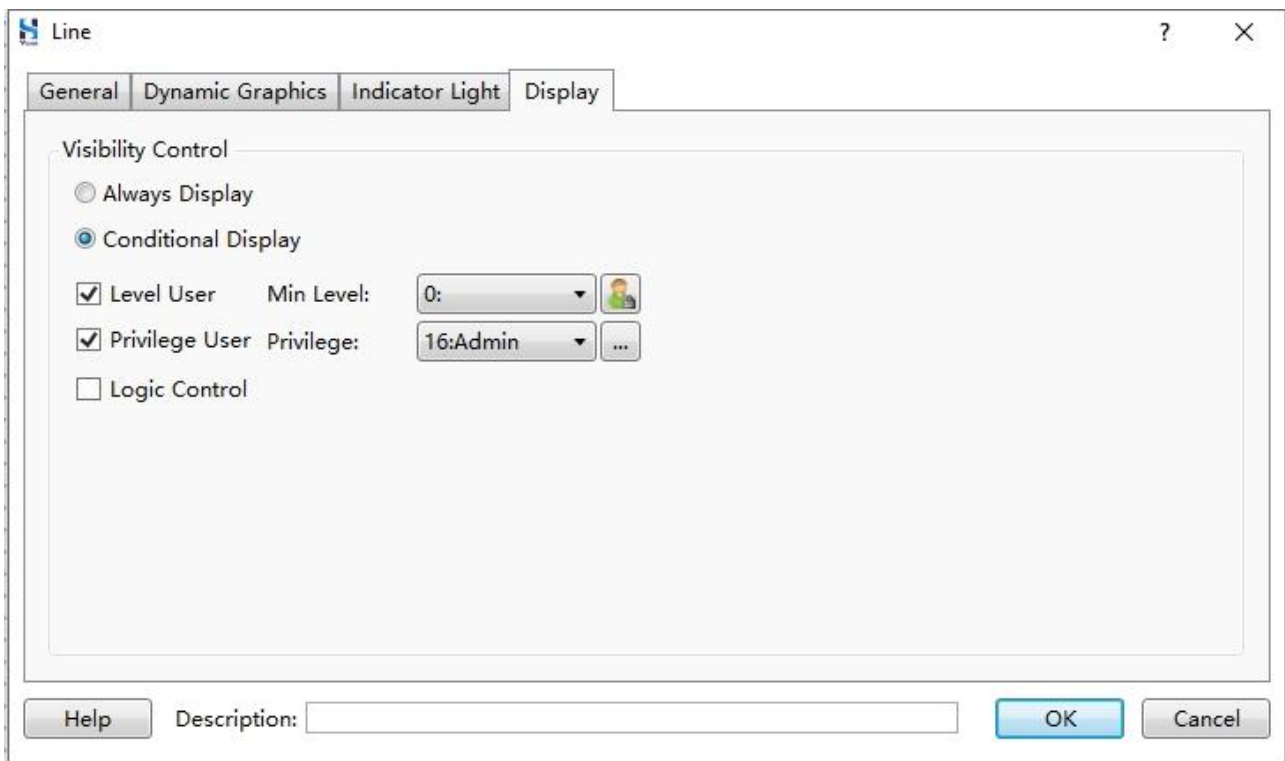 Line
?
General Dynamic Graphics Indicator Light Display
Visibility Control
Always Display
Conditional Display
Level User Min Level: 0:
Privilege User Privilege: 16:Admin ...
Logic Control
Help Description: OK Cancel